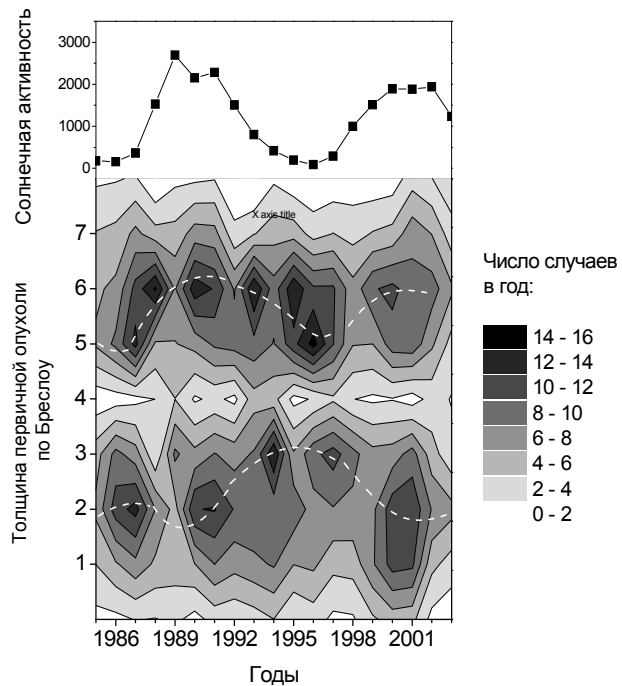 Солнечная активность
3000
2000
1000
0
X axis title
Толщина первичной опухоли
по Бреслоу
7
6
5
4
3
2
1
1986 1989 1992 1995 1998 2001
Годы
Число случаев
в год:
14 - 16
12 - 14
10 - 12
8 - 10
6 - 8
4 - 6
2 - 4
0 - 2